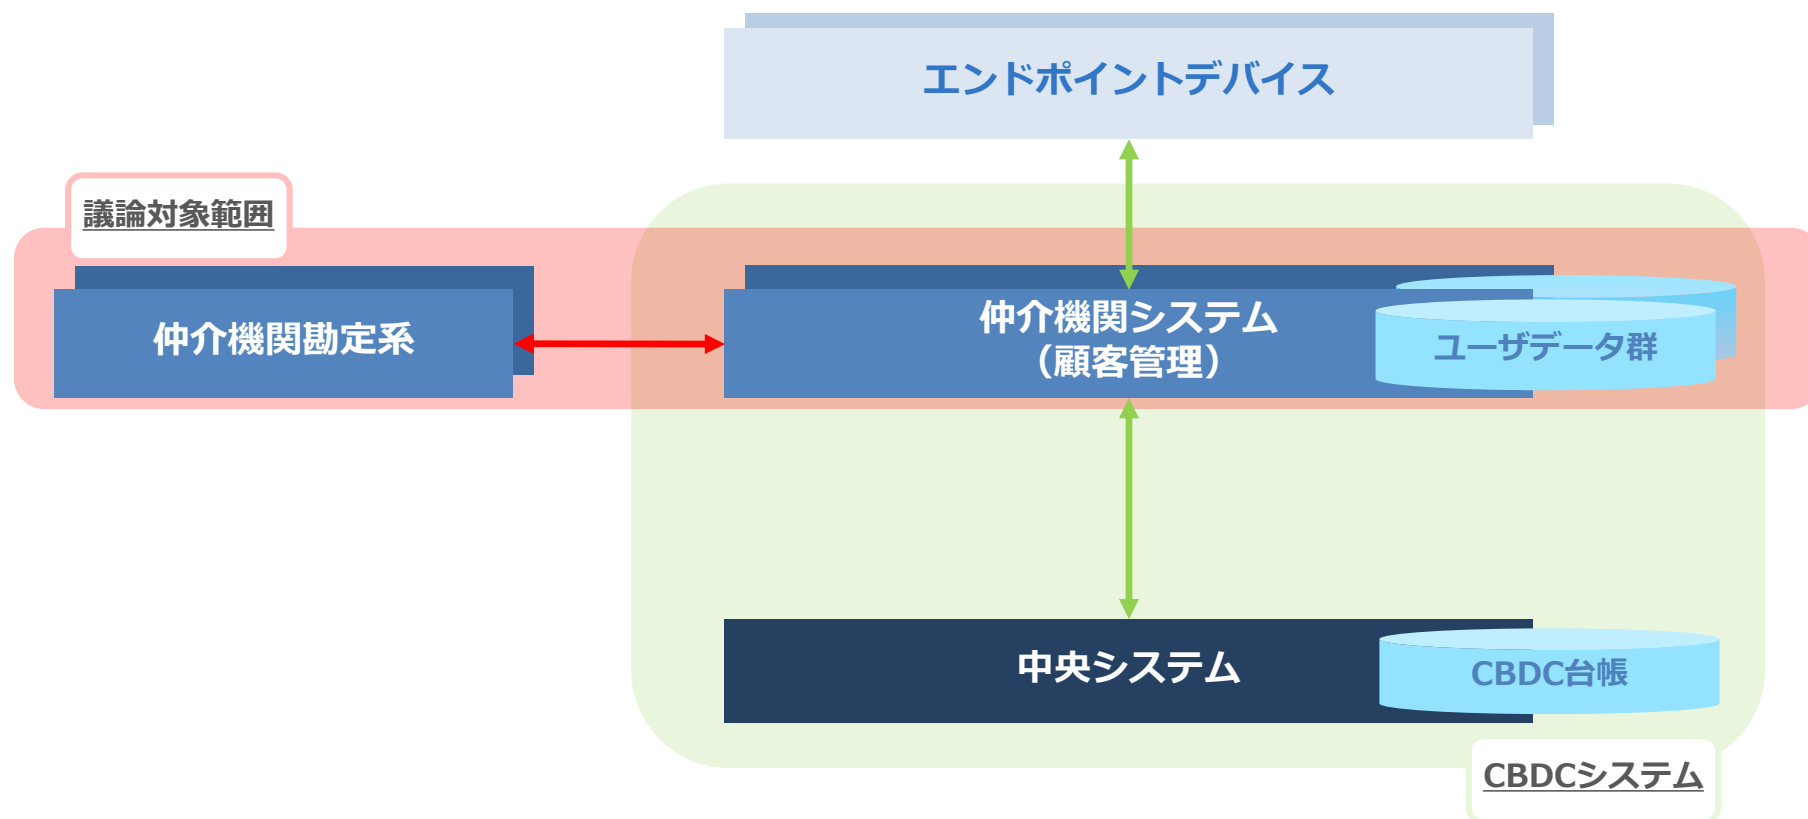 エンドポイントデバイス
議論対象範囲
仲介機関勘定系
仲介機関システム
（顧客管理）
ユーザデータ群
中央システム
CBDC台帳
CBDCシステム